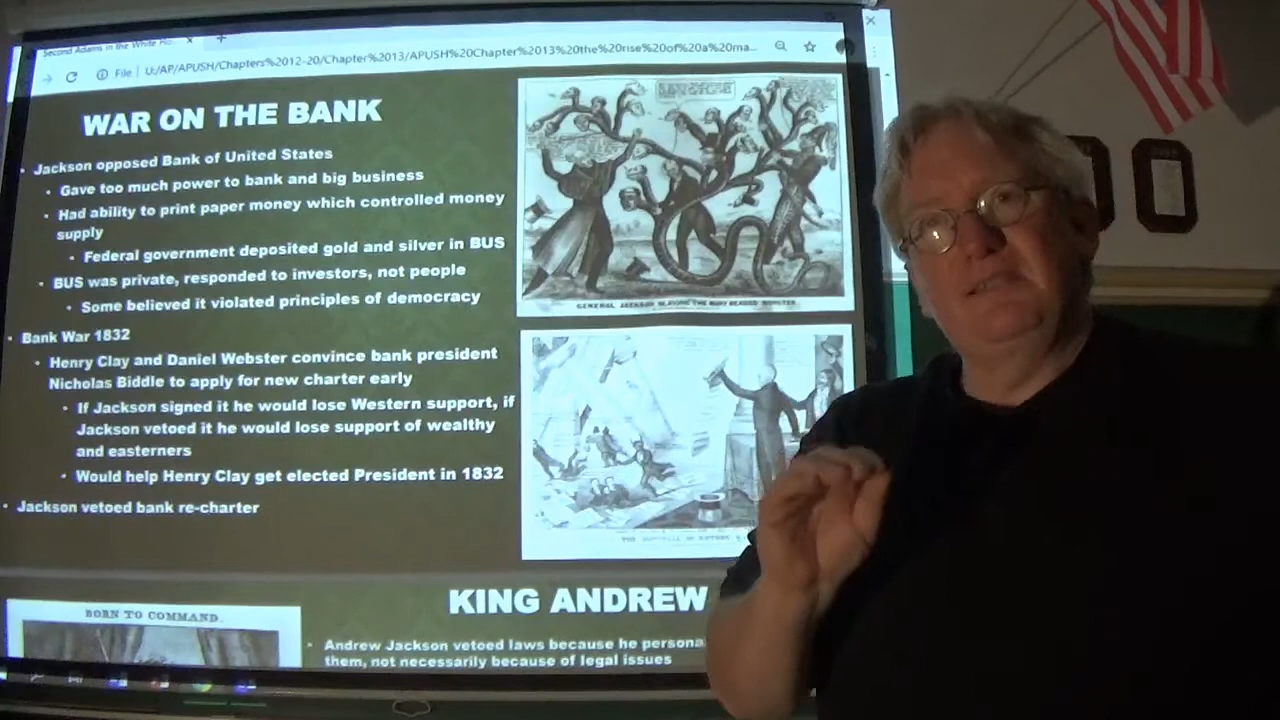 Second Adams in the White Ho...
File | U:/AP/APUSH/Chapters%2012-20/Chapter%2013/APUSH%20Chapter%2013%20the%20rise%20of%20a%20ma...
WAR ON THE BANK
• Jackson opposed Bank of United States
• Gave too much power to bank and big business
• Had ability to print paper money which controlled money
supply
• Federal government deposited gold and silver in BUS
• BUS was private, responded to investors, not people
• Some believed it violated principles of democracy
• Bank War 1832
• Henry Clay and Daniel Webster convince bank president
Nicholas Biddle to apply for new charter early
• If Jackson signed it he would lose Western support, if
Jackson vetoed it he would lose support of wealthy
and easterners
• Would help Henry Clay get elected President in 1832
• Jackson vetoed bank re-charter
GENERAL JACKSON SLAYING THE MANY HEADED MONSTER
THE
KING ANDREW
BORN TO COMMAND.
• Andrew Jackson vetoed laws because he persona
them, not necessarily because of legal issues